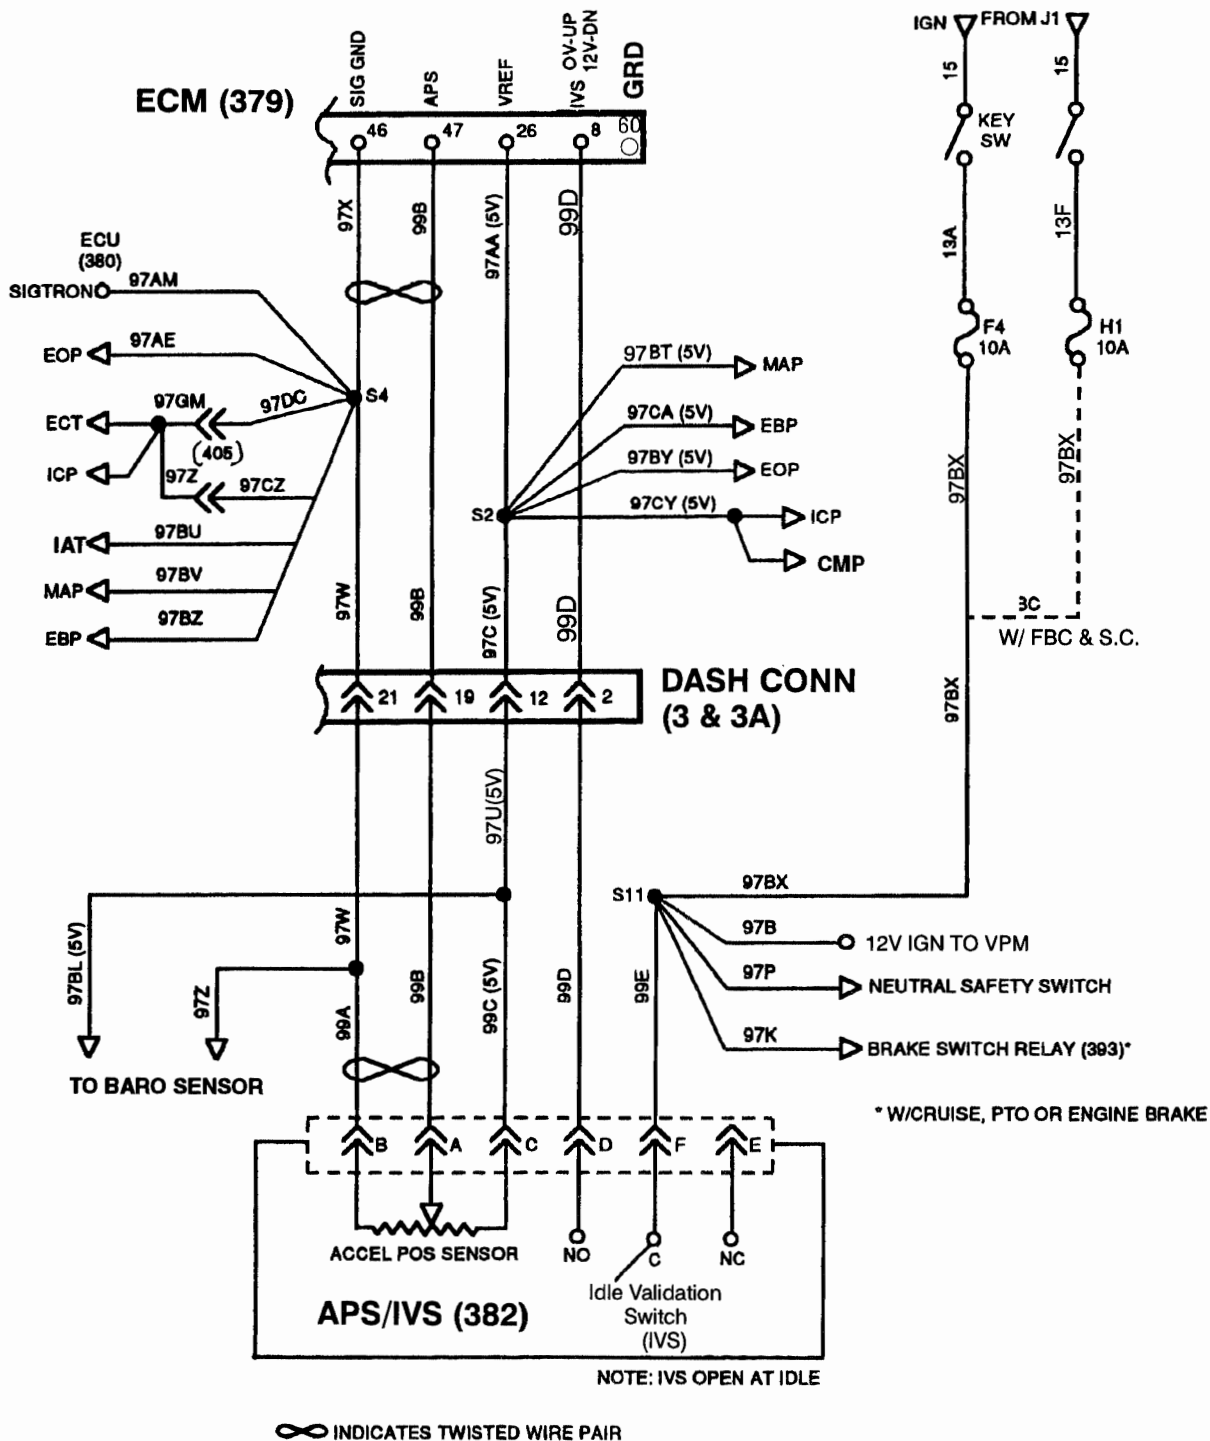 IGN
FROM J1
SIG GND
APS
VREF
IVS OV-UP
12V-DN
GRD
ECM (379)
46
47
26
8
60
15
15
KEY
SW
97X
99B
97AA (5V)
99D
13A
13F
ECU
(380)
SIGTRON
97AM
EOP
97AE
F4
10A
H1
10A
97BT (5V)
MAP
ECT
97GM
97DC
S4
97CA (5V)
EBP
(405)
ICP
97Z
97CZ
97BY (5V)
EOP
S2
97CY (5V)
ICP
CMP
97BX
97BX
IAT
97BU
MAP
97BV
EBP
97BZ
97W
99B
97C (5V)
99D
W/ FBC & S.C.
21
19
12
2
DASH CONN
(3 & 3A)
97BX
97U(5V)
S11
97BX
97B
12V IGN TO VPM
97P
NEUTRAL SAFETY SWITCH
97K
BRAKE SWITCH RELAY (393)*
97BL (5V)
97Z
97W
99A
99B
99C (5V)
99D
99E
TO BARO SENSOR
* W/CRUISE, PTO OR ENGINE BRAKE
B
A
C
D
F
E
ACCEL POS SENSOR
NO
C
NC
Idle Validation
Switch
(IVS)
APS/IVS (382)
NOTE: IVS OPEN AT IDLE
INDICATES TWISTED WIRE PAIR